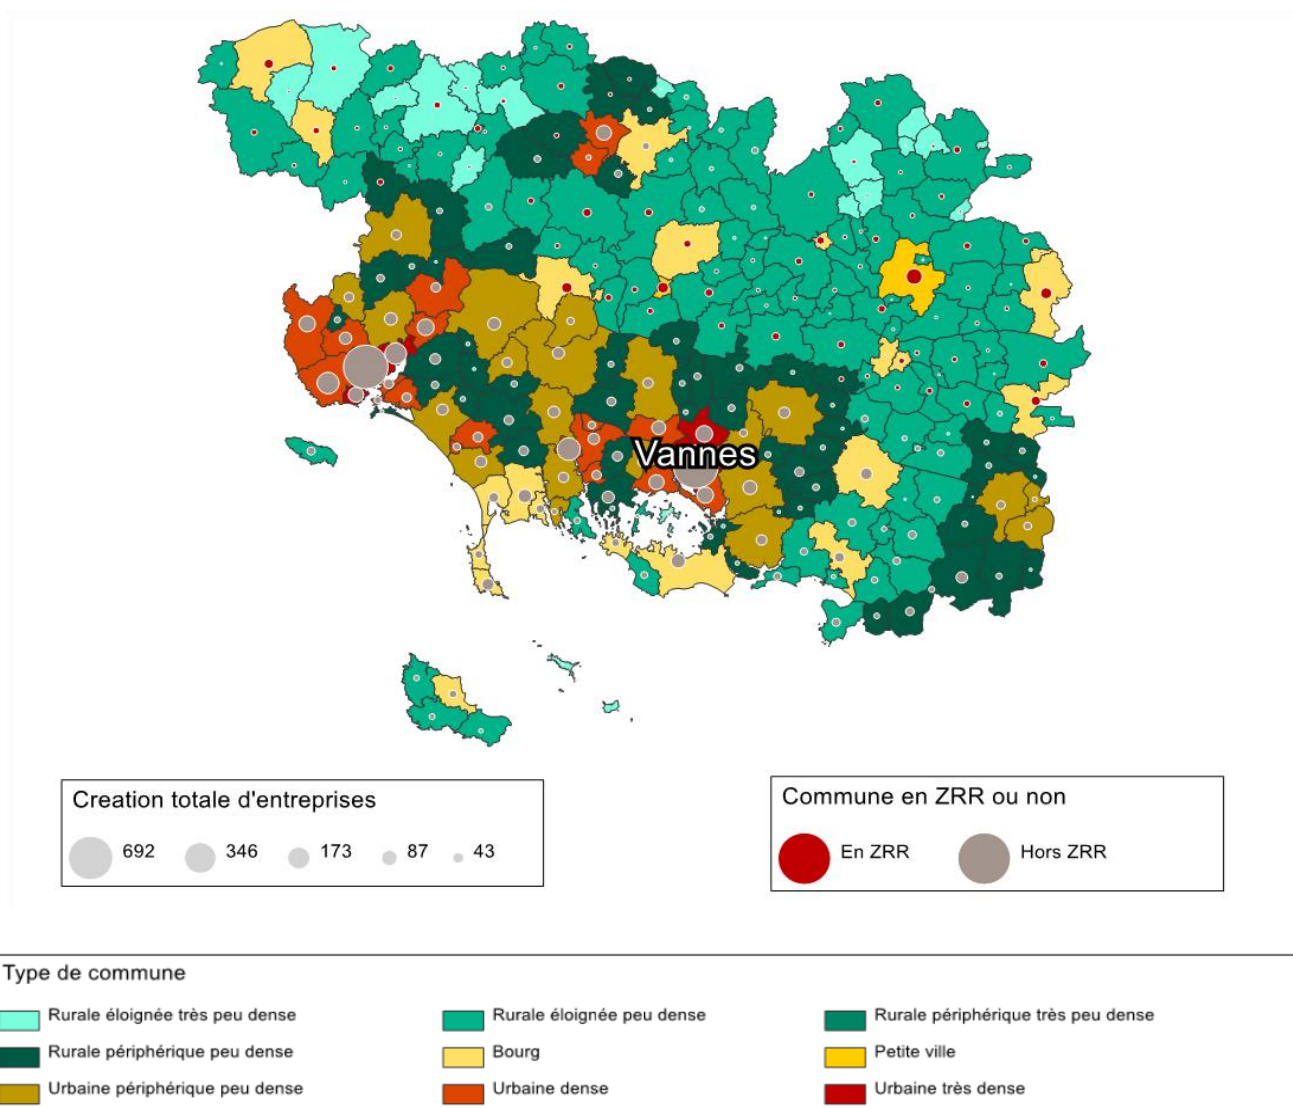 Vannes
Creation totale d'entreprises
692 346 173 87 43
Commune en ZRR ou non
En ZRR Hors ZRR
Type de commune
Rurale éloignée très peu dense Rurale éloignée peu dense Rurale périphérique très peu dense
Rurale périphérique peu dense Bourg Petite ville
Urbaine périphérique peu dense Urbaine dense Urbaine très dense